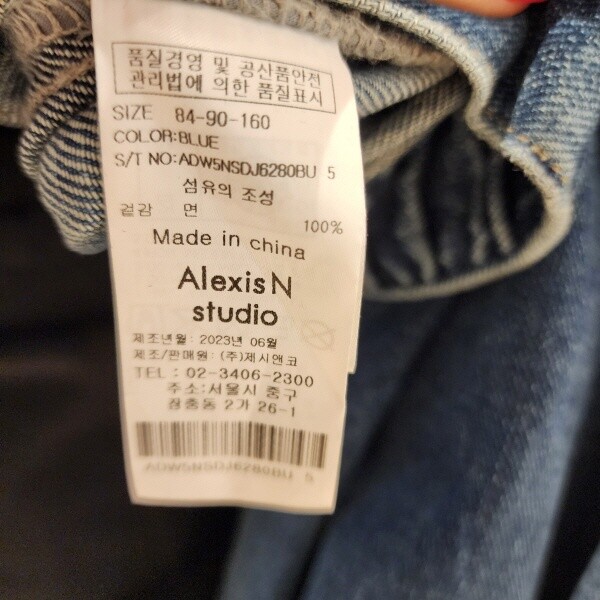 품질경영 및 공산품안전
관리법에 의한 품질표시
SIZE 84-90-160
COLOR:BLUE
S/T NO:ADW5NSDJ6280BU 5
섬유의 조성
겉감 면 100%
Made in china
AlexisN
studio
제조년월 : 2023년 06월
제조/판매원 : (주)제시앤코
TEL : 02-3406-2300
주소:서울시 중구
장충동 2가 26-1
ADW5NSDJ6280BU 5